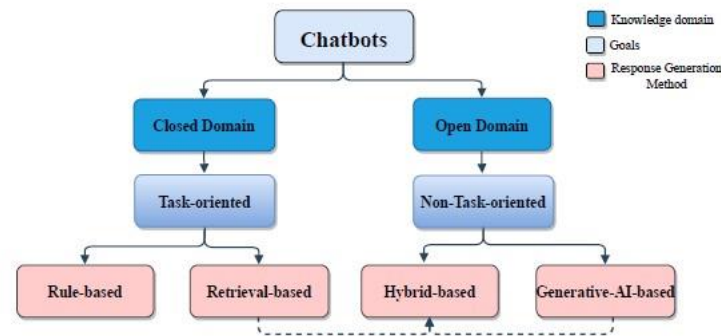 Chatbots
Knowledge domain
Goals
Response Generation
Method
Closed Domain
Open Domain
Task-oriented
Non-Task-oriented
Rule-based
Retrieval-based
Hybrid-based
Generative-AI-based